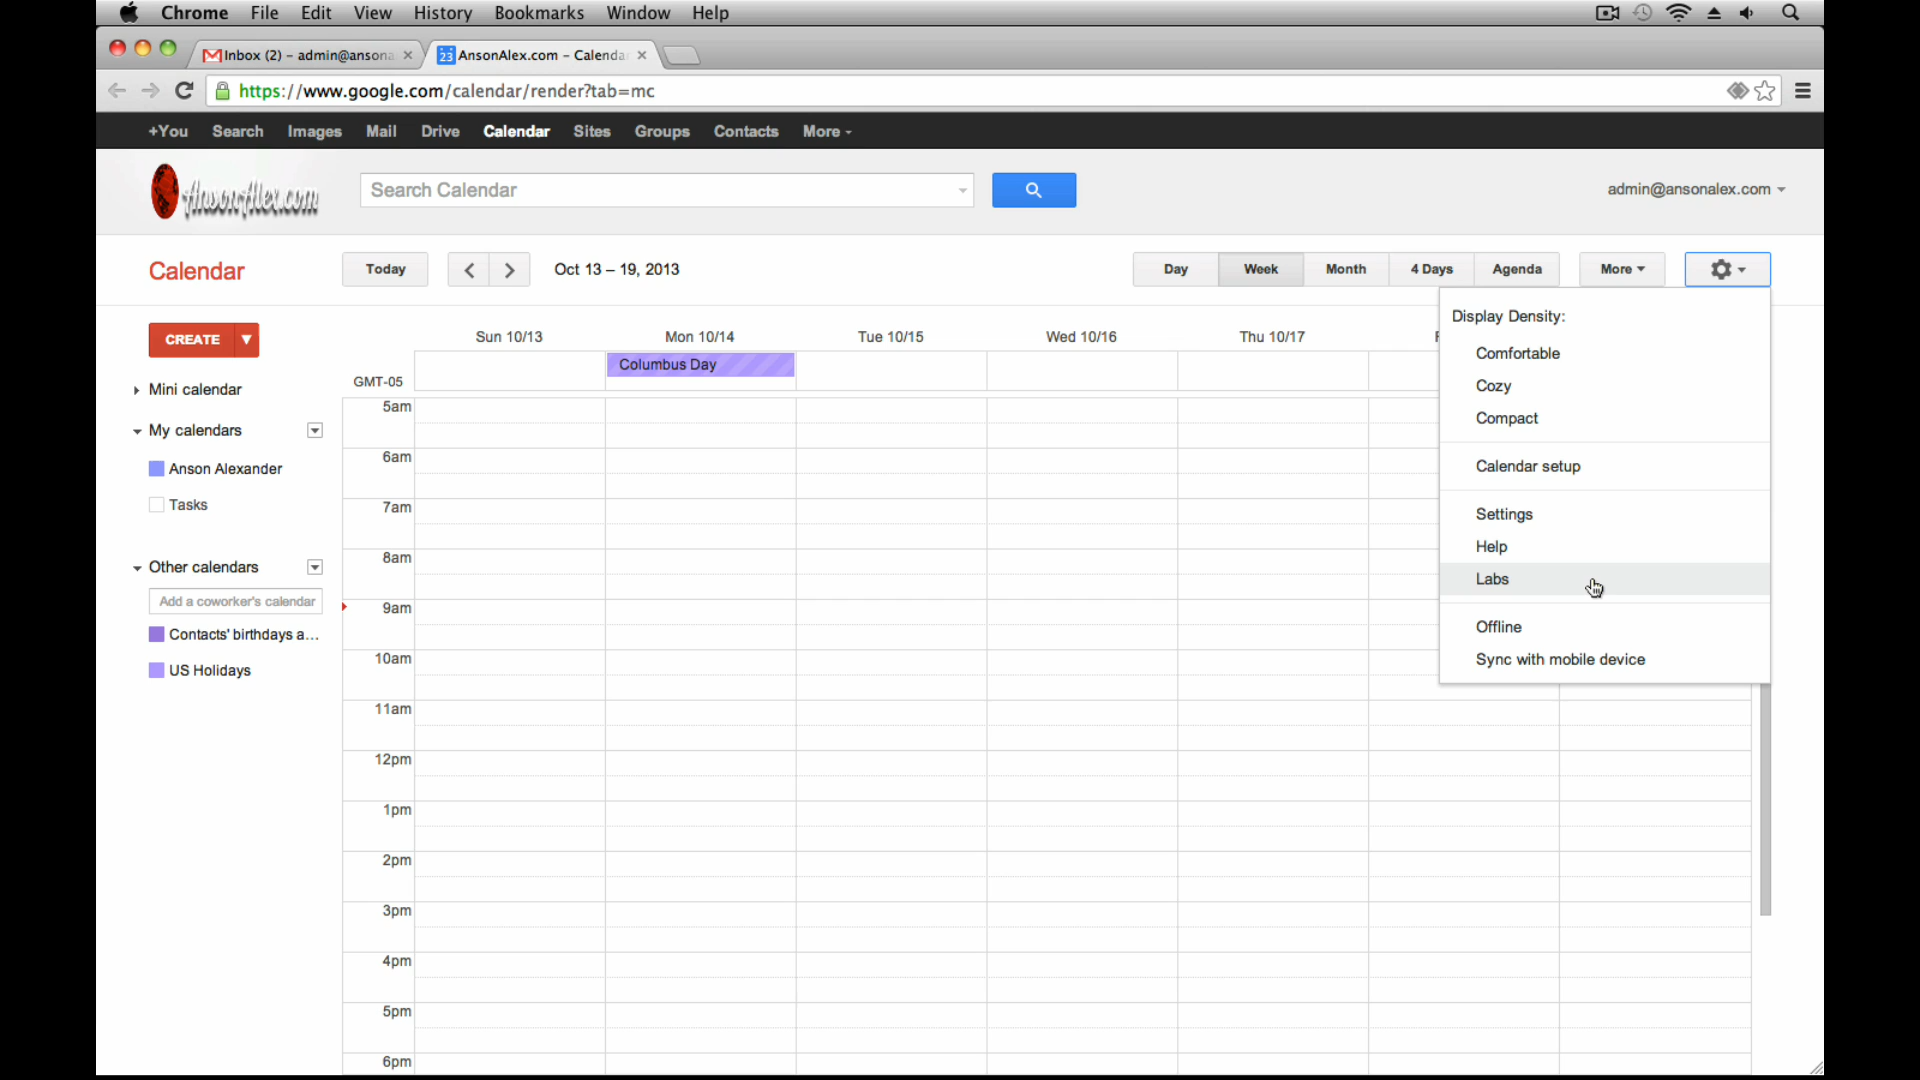 Chrome File Edit View History Bookmarks Window Help
Inbox (2) - admin@ansona
23 AnsonAlex.com - Calenda
https://www.google.com/calendar/render?tab=mc
+You Search Images Mail Drive Calendar Sites Groups Contacts More
AnsonAlex.com
Search Calendar
admin@ansonalex.com
Calendar
Today
Oct 13 – 19, 2013
Day Week Month 4 Days Agenda More
CREATE
Mini calendar
My calendars
Anson Alexander
Tasks
Other calendars
Add a coworker's calendar
Contacts' birthdays a...
US Holidays
Sun 10/13 Mon 10/14 Tue 10/15 Wed 10/16 Thu 10/17
Columbus Day
GMT-05
5am
6am
7am
8am
9am
10am
11am
12pm
1pm
2pm
3pm
4pm
5pm
6pm
Display Density:
Comfortable
Cozy
Compact
Calendar setup
Settings
Help
Labs
Offline
Sync with mobile device